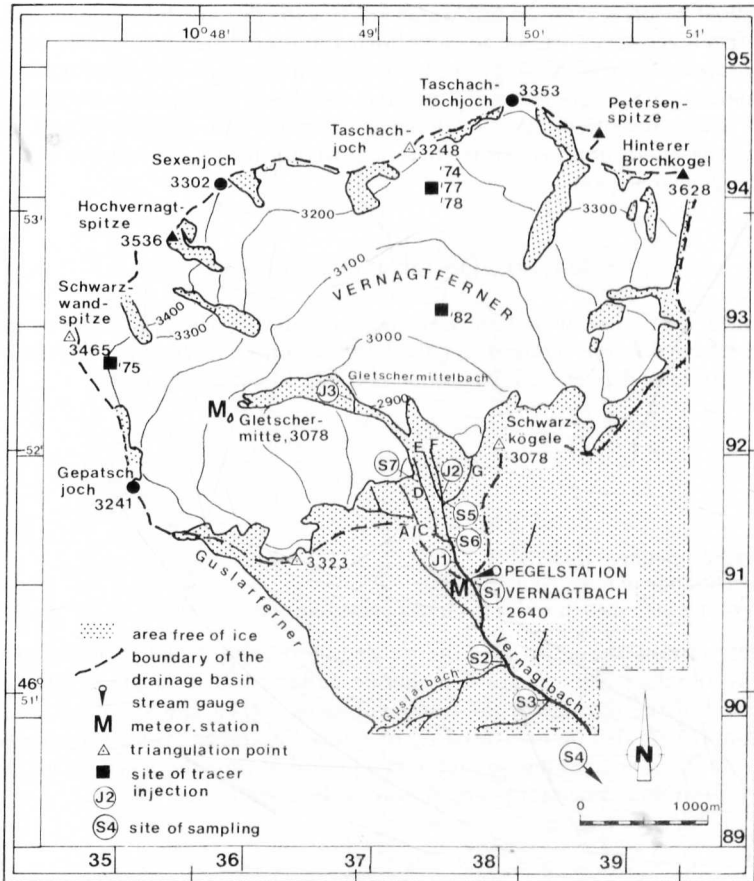 10°48' 49' 50' 51'
95
94
93
92
91
90
89
53'
52'
46°
51'
35 36 37 38 39
Taschach-
hochjoch
3353
Petersen-
spitze
Hinterer
Brochkogel
3628
Taschach-
joch
3248
Sexenjoch
3302
Hochvernagt-
spitze
3536
Schwarz-
wand-
spitze
3465
'74
'77
'78
'82
'75
3200
3300
3100
3400
3300
3000
2900
VERNAGTFERNER
Gletschermittelbach
J3
M
Gletscher-
mitte, 3078
Schwarz-
kögele
3078
Gepatsch
joch
3241
S7
E F
J2
G
D
S5
S6
A/C
J1
3323
Guslarferner
M
PEGELSTATION
VERNAGTBACH
2640
S1
S2
Vernagtbach
Guslarbach
S3
S4
N
0 1000m
area free of ice
boundary of the
drainage basin
stream gauge
M meteor. station
triangulation point
site of tracer
J2 injection
S4 site of sampling